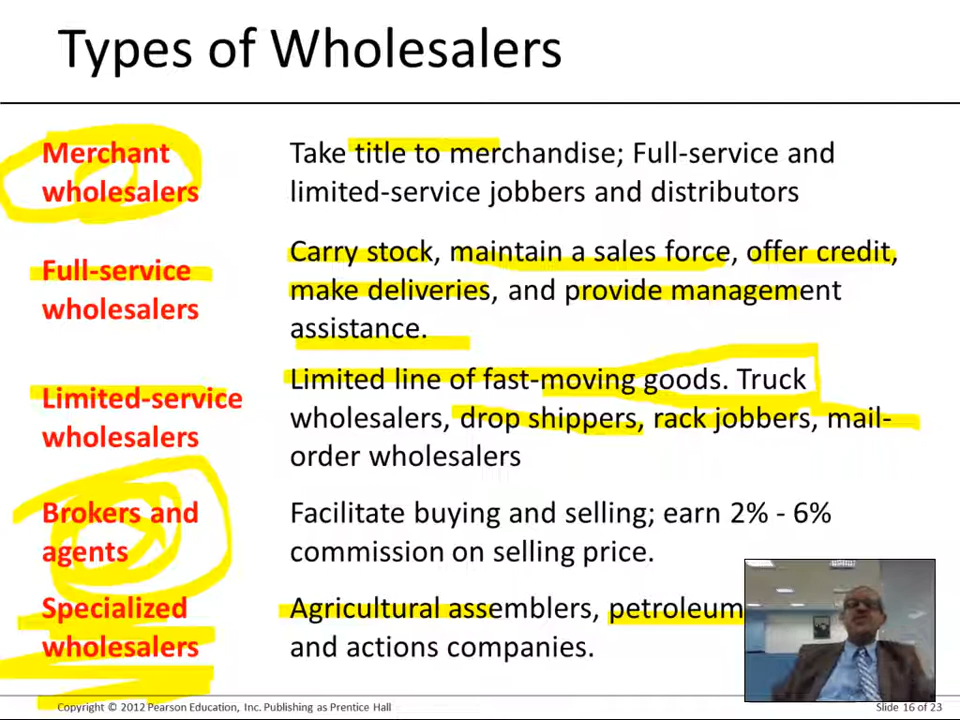 Types of Wholesalers
Merchant wholesalers
Take title to merchandise; Full-service and
limited-service jobbers and distributors
Full-service wholesalers
Carry stock, maintain a sales force, offer credit,
make deliveries, and provide management
assistance.
Limited-service wholesalers
Limited line of fast-moving goods. Truck
wholesalers, drop shippers, rack jobbers, mail-
order wholesalers
Brokers and agents
Facilitate buying and selling; earn 2% - 6%
commission on selling price.
Specialized wholesalers
Agricultural assemblers, petroleum
and actions companies.
Copyright © 2012 Pearson Education, Inc. Publishing as Prentice Hall
Slide 16 of 23